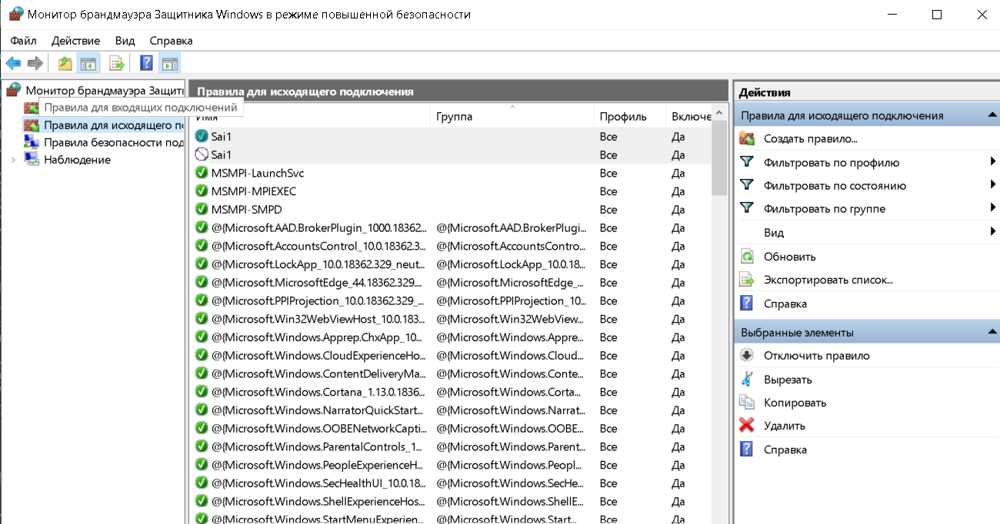 Монитор брандмауэра Защитника Windows в режиме повышенной безопасности
Файл Действие Вид Справка
Монитор брандмауэра Защитн
Правила для входящих подключений
Правила для исходящего по
Правила безопасности под
Наблюдение
Правила для исходящего подключения
Имя Группа Профиль Включе
Sai1 Все Да
Sai1 Все Да
MSMPI-LaunchSvc Все Да
MSMPI-MPIEXEC Все Да
MSMPI-SMPD Все Да
@{Microsoft.AAD.BrokerPlugin_1000.18362... @{Microsoft.AAD.BrokerPlugi... Все Да
@{Microsoft.AccountsControl_10.0.18362.3... @{Microsoft.AccountsContro... Все Да
@{Microsoft.LockApp_10.0.18362.329_neut... @{Microsoft.LockApp_10.0.18... Все Да
@{Microsoft.MicrosoftEdge_44.18362.329.... @{Microsoft.MicrosoftEdge_... Все Да
@{Microsoft.PPIProjection_10.0.18362.329_... @{Microsoft.PPIProjection_10... Все Да
@{Microsoft.Win32WebViewHost_10.0.183... @{Microsoft.Win32WebView... Все Да
@{Microsoft.Windows.Apprep.ChxApp_10... @{Microsoft.Windows.Appre... Все Да
@{Microsoft.Windows.CloudExperienceHo... @{Microsoft.Windows.Cloud... Все Да
@{Microsoft.Windows.ContentDeliveryMa... @{Microsoft.Windows.Conte... Все Да
@{Microsoft.Windows.Cortana_1.13.0.1836... @{Microsoft.Windows.Corta... Все Да
@{Microsoft.Windows.NarratorQuickStart... @{Microsoft.Windows.Narrat... Все Да
@{Microsoft.Windows.OOBENetworkCapti... @{Microsoft.Windows.OOBE... Все Да
@{Microsoft.Windows.ParentalControls_1... @{Microsoft.Windows.Parent... Все Да
@{Microsoft.Windows.PeopleExperienceH... @{Microsoft.Windows.Peopl... Все Да
@{Microsoft.Windows.SecHealthUI_10.0.18... @{Microsoft.Windows.SecHe... Все Да
@{Microsoft.Windows.ShellExperienceHos... @{Microsoft.Windows.ShellE... Все Да
@{Microsoft.Windows.StartMenuExperien... @{Microsoft.Windows.Start... Все Да
Действия
Правила для исходящего подключения
Создать правило...
Фильтровать по профилю
Фильтровать по состоянию
Фильтровать по группе
Вид
Обновить
Экспортировать список...
Справка
Выбранные элементы
Отключить правило
Вырезать
Копировать
Удалить
Справка